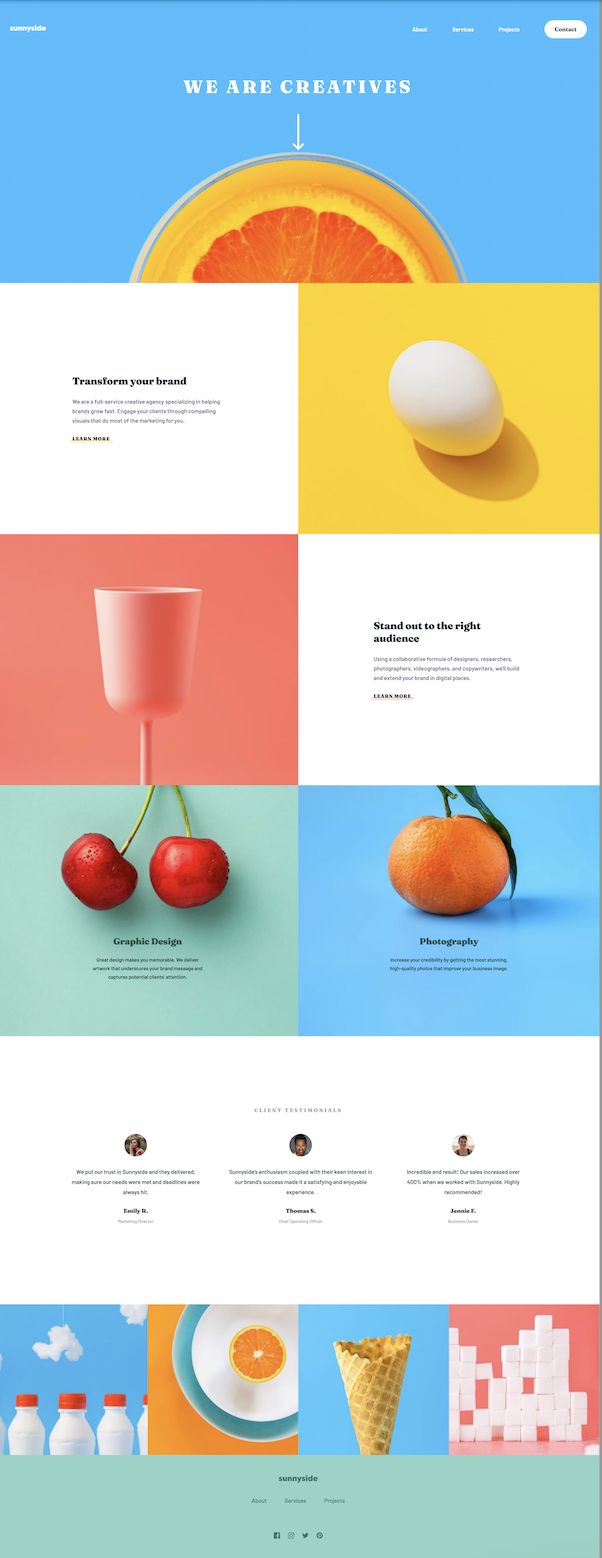 sunnyside
About Services Projects Contact
WE ARE CREATIVES
Transform your brand
We are a full-service creative agency specializing in helping
brands grow fast. Engage your clients through compelling
visuals that do most of the marketing for you.
LEARN MORE
Stand out to the right
audience
Using a collaborative formula of designers, researchers,
photographers, videographers, and copywriters, we'll build
and extend your brand in digital places.
LEARN MORE
Graphic Design
Great design makes you memorable. We deliver
artwork that underscores your brand message and
captures potential clients' attention.
Photography
Increase your credibility by getting the most stunning,
high-quality photos that improve your business image.
CLIENT TESTIMONIALS
We put our trust in Sunnyside and they delivered,
making sure our needs were met and deadlines were
always hit.
Emily R.
Marketing Director
Sunnyside's enthusiasm coupled with their keen interest in
our brand's success made it a satisfying and enjoyable
experience.
Thomas S.
Chief Operating Officer
Incredible end result! Our sales increased over
400% when we worked with Sunnyside. Highly
recommended!
Jennie F.
Business Owner
sunnyside
About Services Projects